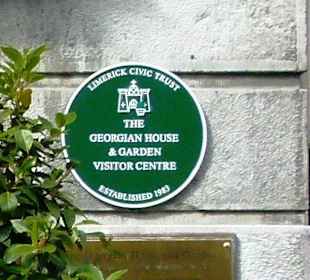 LIMERICK CIVIC TRUST
THE
GEORGIAN HOUSE
& GARDEN
VISITOR CENTRE
ESTABLISHED 1983